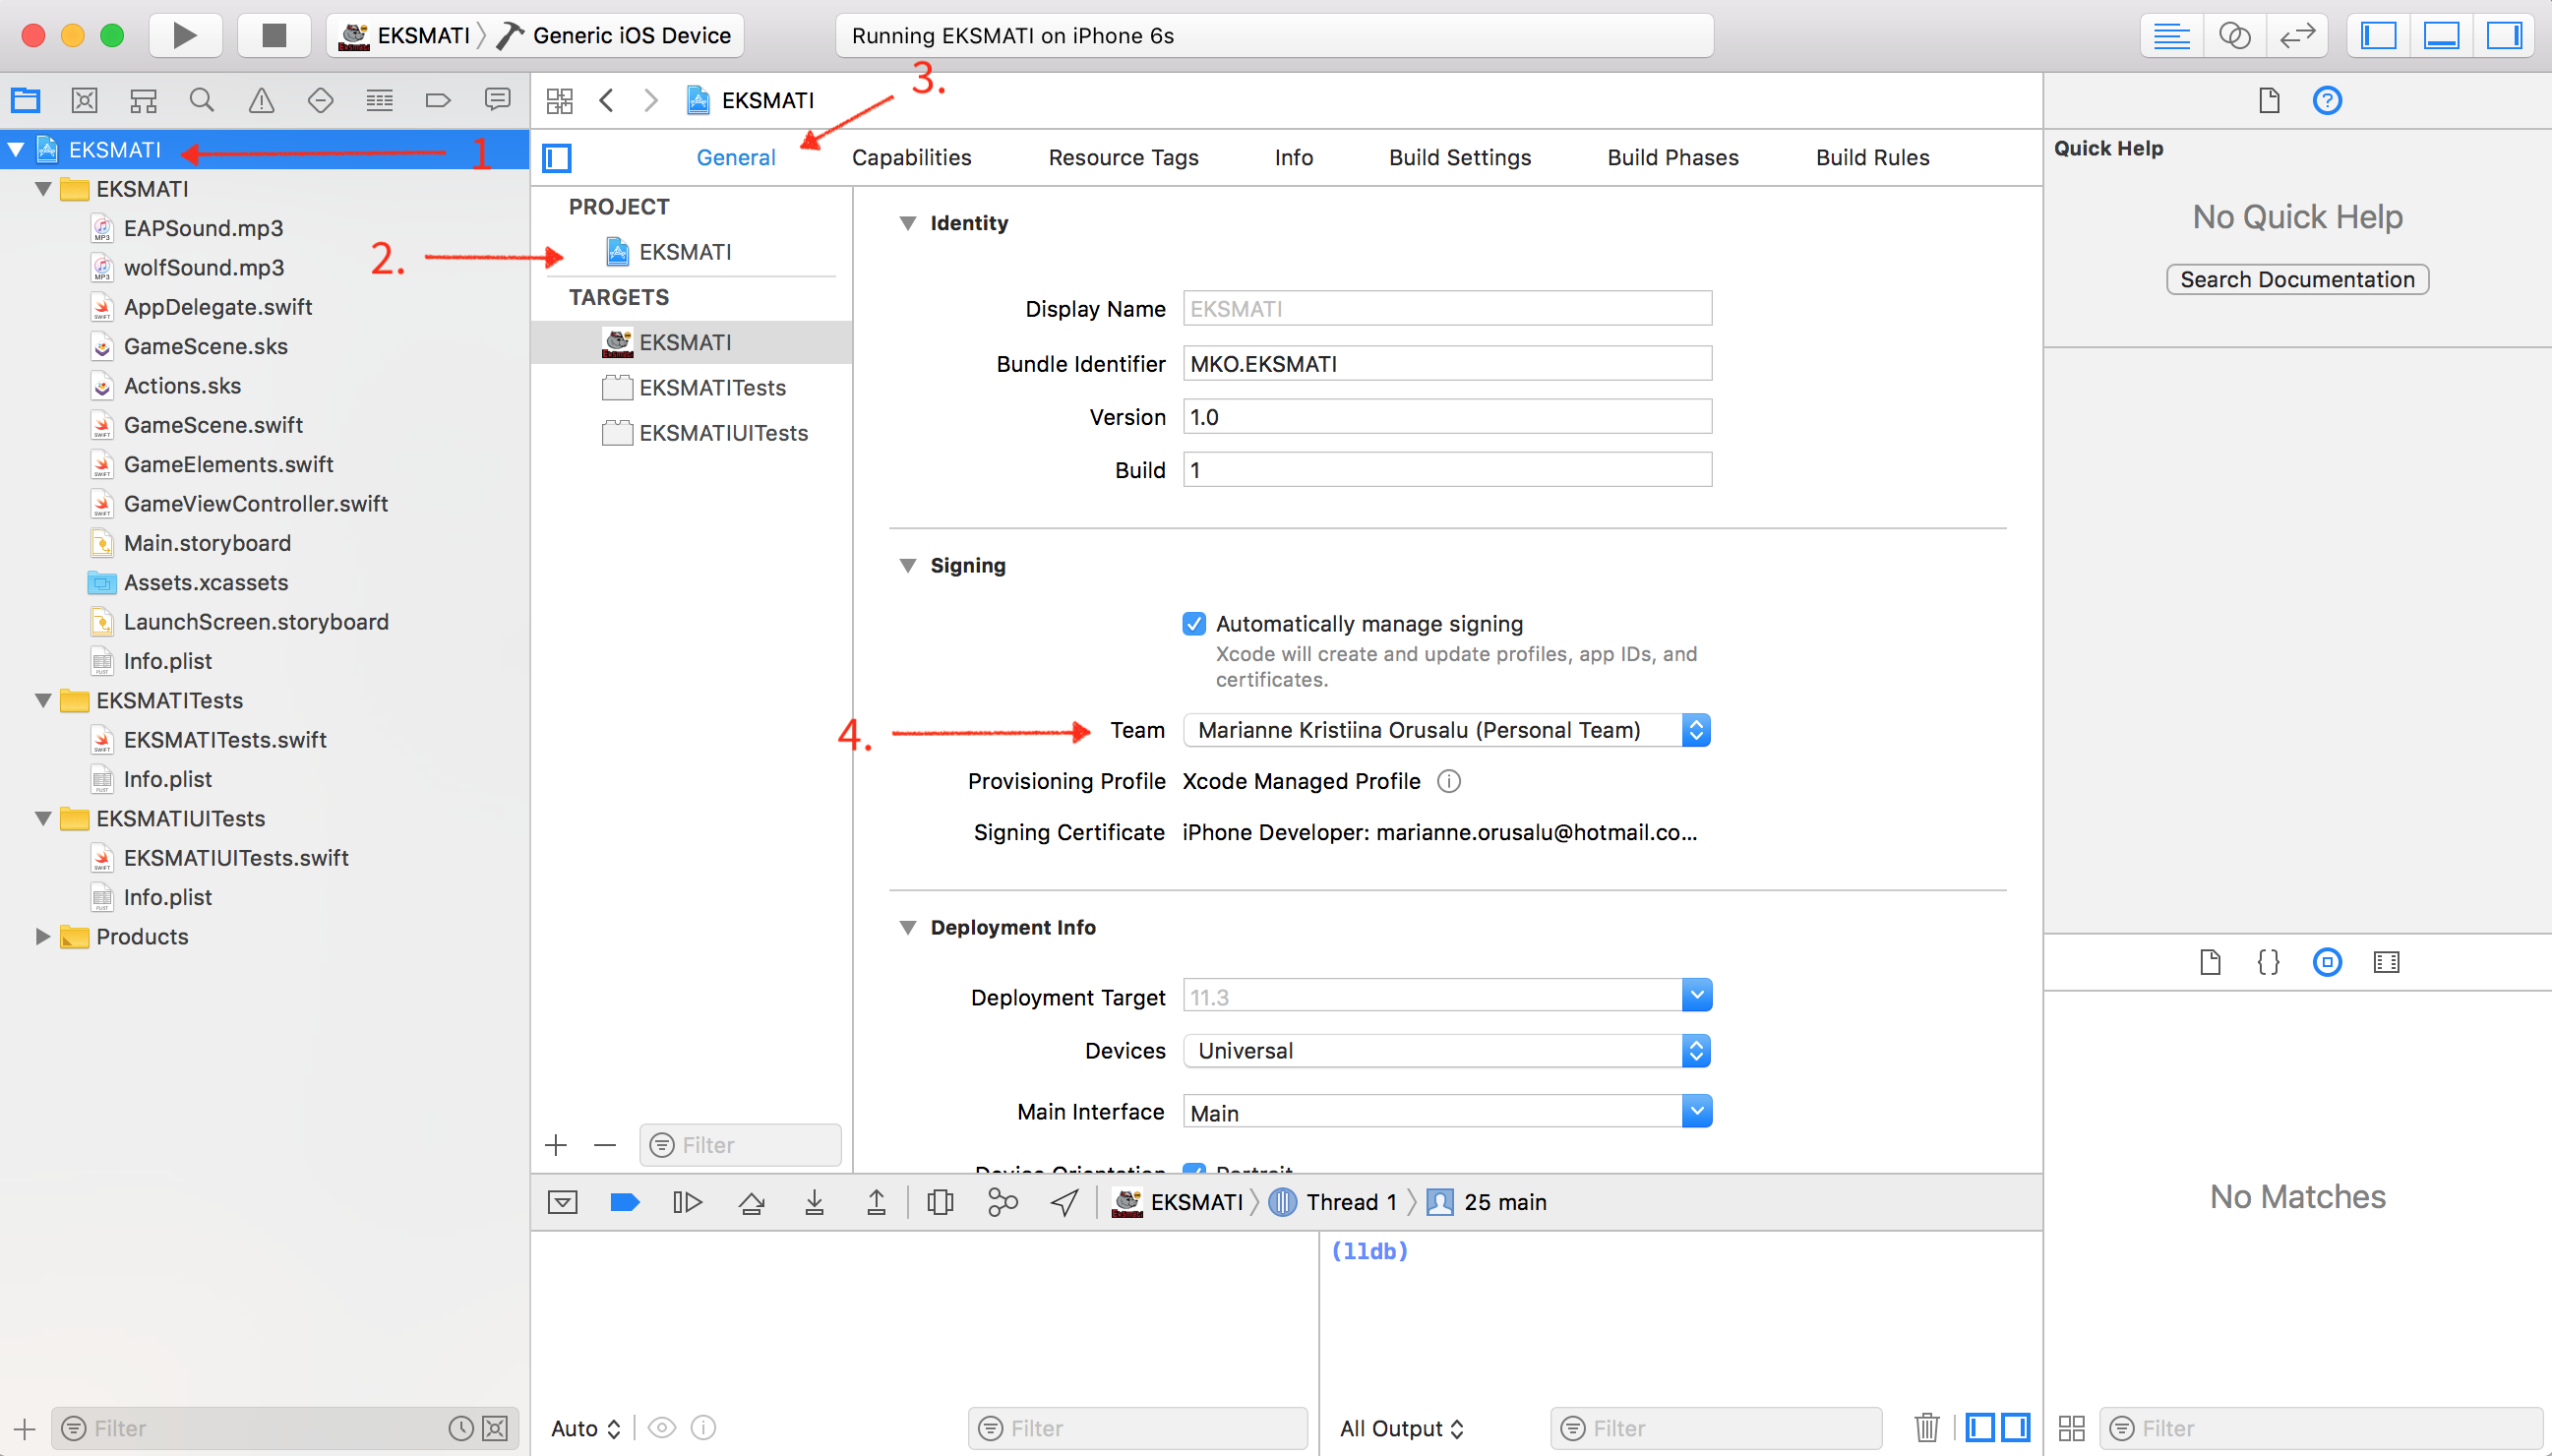 EKSMATI Generic iOS Device
Running EKSMATI on iPhone 6s
3.
EKSMATI
EKSMATI
1
General Capabilities Resource Tags Info Build Settings Build Phases Build Rules
Quick Help
No Quick Help
Search Documentation
EKSMATI
EAPSound.mp3
wolfSound.mp3
AppDelegate.swift
GameScene.sks
Actions.sks
GameScene.swift
GameElements.swift
GameViewController.swift
Main.storyboard
Assets.xcassets
LaunchScreen.storyboard
Info.plist
EKSMATITests
EKSMATITests.swift
Info.plist
EKSMATIUITests
EKSMATIUITests.swift
Info.plist
Products
Filter
2.
PROJECT
EKSMATI
TARGETS
EKSMATI
EKSMATITests
EKSMATIUITests
Filter
Identity
Display Name EKSMATI
Bundle Identifier MKO.EKSMATI
Version 1.0
Build 1
Signing
Automatically manage signing
Xcode will create and update profiles, app IDs, and
certificates.
4.
Team Marianne Kristiina Orusalu (Personal Team)
Provisioning Profile Xcode Managed Profile
Signing Certificate iPhone Developer: marianne.orusalu@hotmail.co...
Deployment Info
Deployment Target 11.3
Devices Universal
Main Interface Main
Device Orientation Portrait
EKSMATI Thread 1 25 main
(lldb)
Auto Filter
All Output Filter
No Matches
Filter